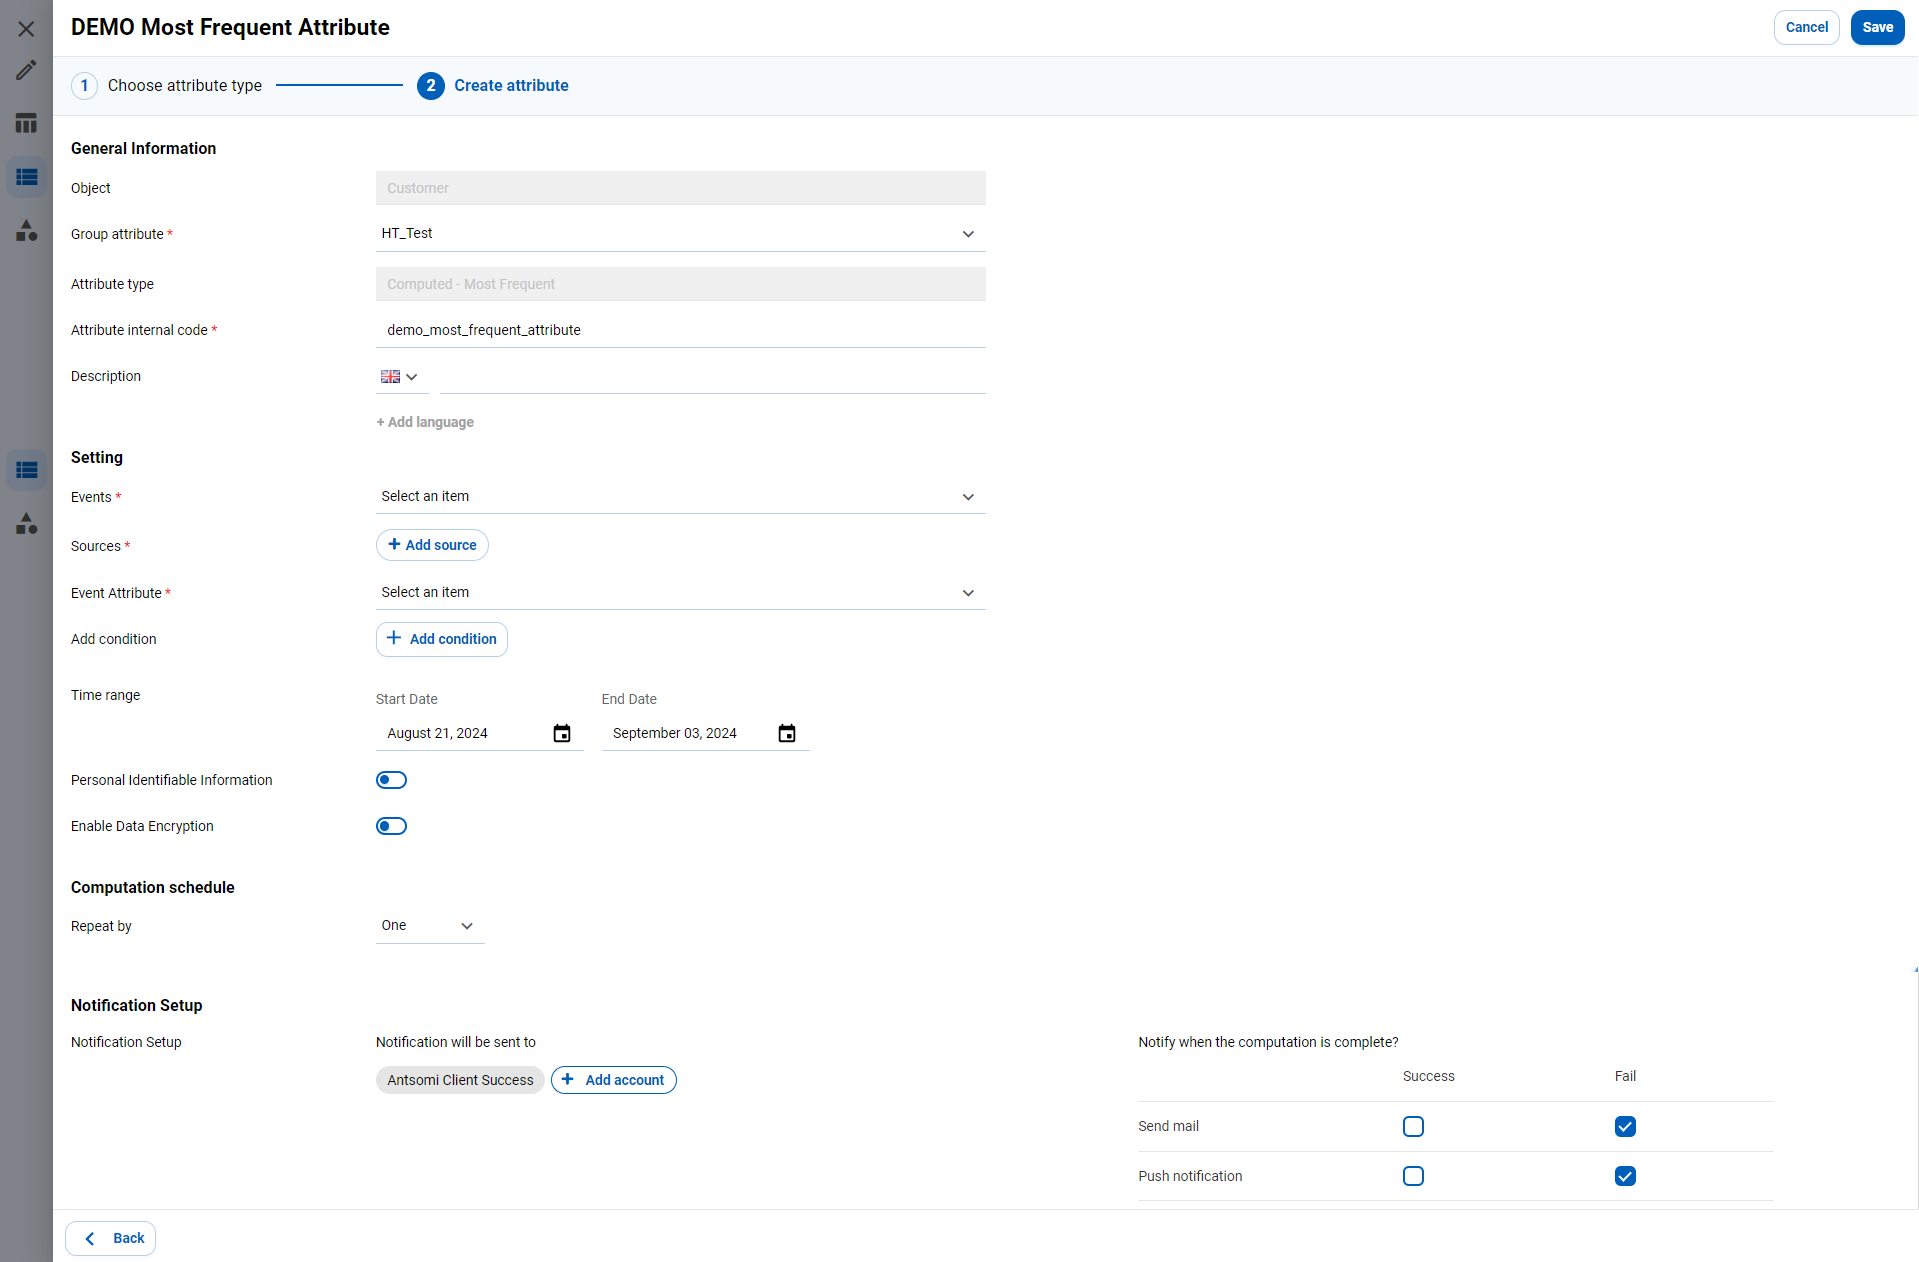 DEMO Most Frequent Attribute
Cancel
Save
1 Choose attribute type
2 Create attribute
General Information
Object
Customer
Group attribute *
HT_Test
Attribute type
Computed - Most Frequent
Attribute internal code *
demo_most_frequent_attribute
Description
+ Add language
Setting
Events *
Select an item
Sources *
+ Add source
Event Attribute *
Select an item
Add condition
+ Add condition
Time range
Start Date
End Date
August 21, 2024
September 03, 2024
Personal Identifiable Information
Enable Data Encryption
Computation schedule
Repeat by
One
Notification Setup
Notification Setup
Notification will be sent to
Notify when the computation is complete?
Antsomi Client Success
+ Add account
Success
Fail
Send mail
Push notification
Back